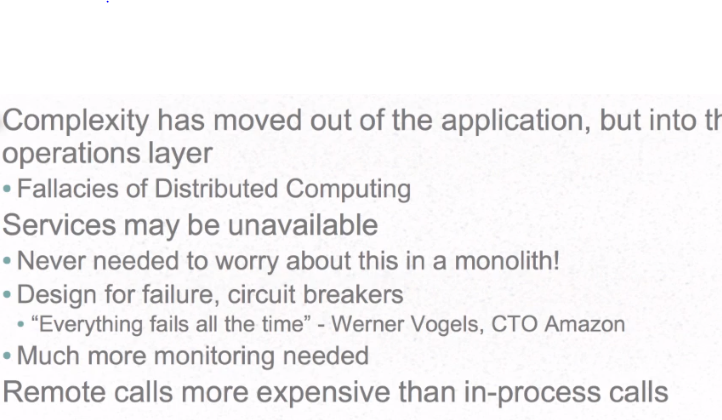 Complexity has moved out of the application, but into th
operations layer
• Fallacies of Distributed Computing
Services may be unavailable
• Never needed to worry about this in a monolith!
• Design for failure, circuit breakers
• “Everything fails all the time” - Werner Vogels, CTO Amazon
• Much more monitoring needed
Remote calls more expensive than in-process calls